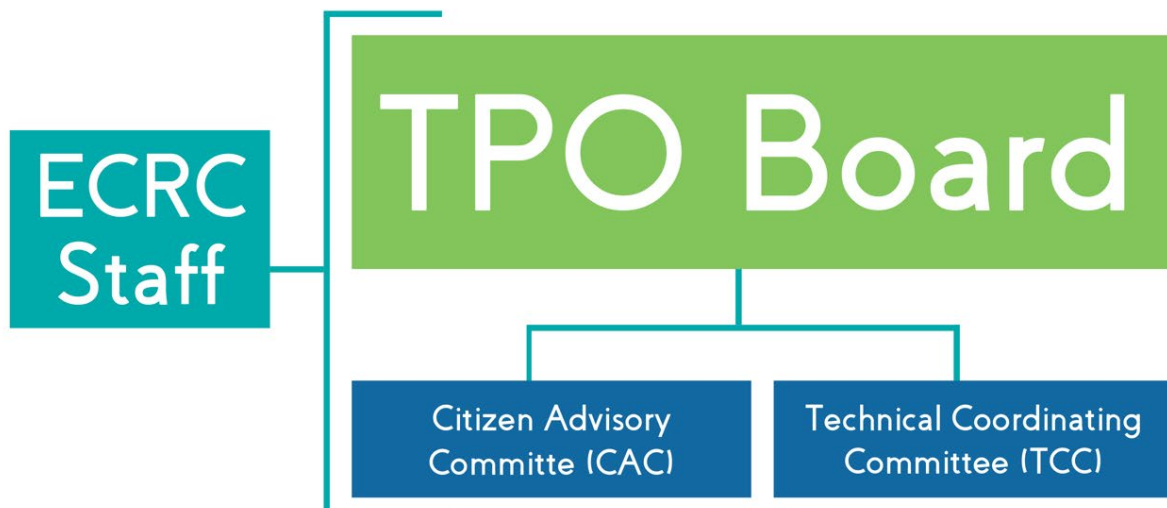 ECRC
Staff
TPO Board
Citizen Advisory
Committe (CAC)
Technical Coordinating
Committee (TCC)